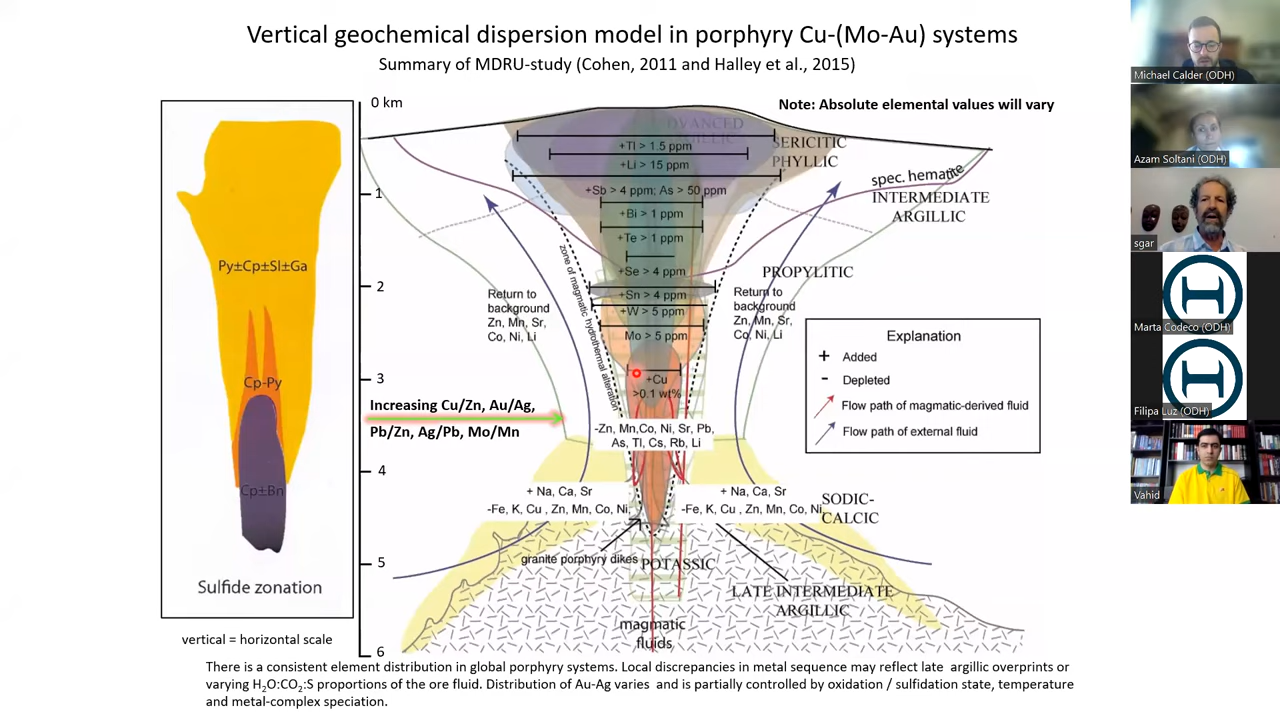 Vertical geochemical dispersion model in porphyry Cu-(Mo-Au) systems
Summary of MDRU-study (Cohen, 2011 and Halley et al., 2015)
Note: Absolute elemental values will vary
0 km
1
2
3
4
5
6
Py±Cp±Sl±Ga
Cp-Py
Cp±Bn
Sulfide zonation
vertical = horizontal scale
Increasing Cu/Zn, Au/Ag,
Pb/Zn, Ag/Pb, Mo/Mn
+Tl > 1.5 ppm
+Li > 15 ppm
+Sb > 4 ppm; As > 50 ppm
+Bi > 1 ppm
+Te > 1 ppm
+Se > 4 ppm
+Sn > 4 ppm
+W > 5 ppm
Mo > 5 ppm
+Cu
>0.1 wt%
-Zn, Mn,Co, Ni, Sr, Pb,
As, Tl, Cs, Rb, Li
SERICITIC
PHYLLIC
spec. hematite
INTERMEDIATE
ARGILLIC
PROPYLITIC
zone of magmatic hydrothermal alteration
Return to
background
Zn, Mn, Sr,
Co, Ni, Li
Return to
background
Zn, Mn, Sr,
Co, Ni, Li
+ Na, Ca, Sr
-Fe, K, Cu , Zn, Mn, Co, Ni
+ Na, Ca, Sr
-Fe, K, Cu , Zn, Mn, Co, Ni
SODIC-
CALCIC
granite porphyry dikes
POTASSIC
LATE INTERMEDIATE
ARGILLIC
magmatic
fluids
Explanation
+ Added
- Depleted
Flow path of magmatic-derived fluid
Flow path of external fluid
There is a consistent element distribution in global porphyry systems. Local discrepancies in metal sequence may reflect late argillic overprints or
varying H2O:CO2:S proportions of the ore fluid. Distribution of Au-Ag varies and is partially controlled by oxidation / sulfidation state, temperature
and metal-complex speciation.
Michael Calder (ODH)
Azam Soltani (ODH)
sgar
Marta Codeco (ODH)
Filipa Luz (ODH)
Vahid